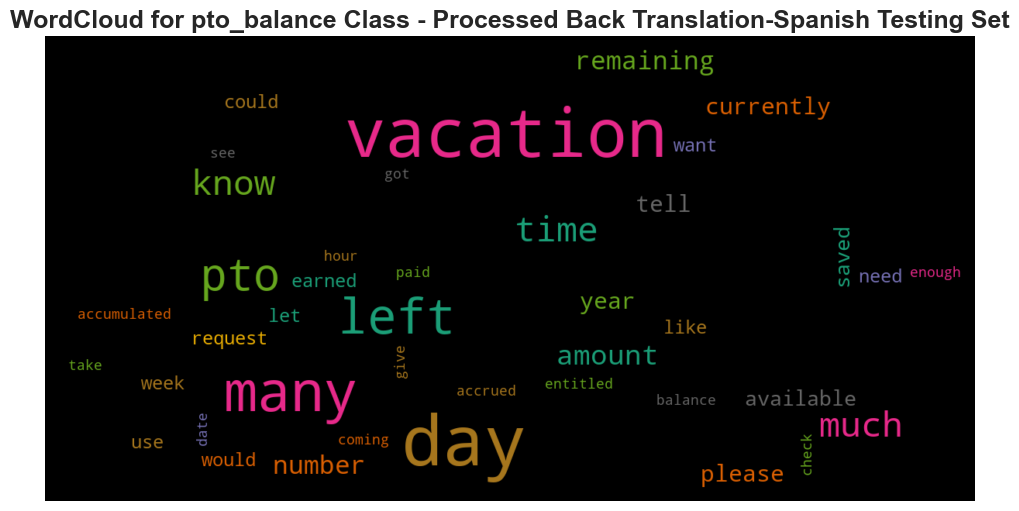 WordCloud for pto_balance Class - Processed Back Translation-Spanish Testing Set
remaining
could
currently
vacation
want
see
got
know
tell
time
saved
hour
pto
paid
need
enough
earned
left
year
accumulated
let
like
request
amount
give
take
week
many
accrued
entitled
balance
available
date
day
much
use
coming
check
would
number
please